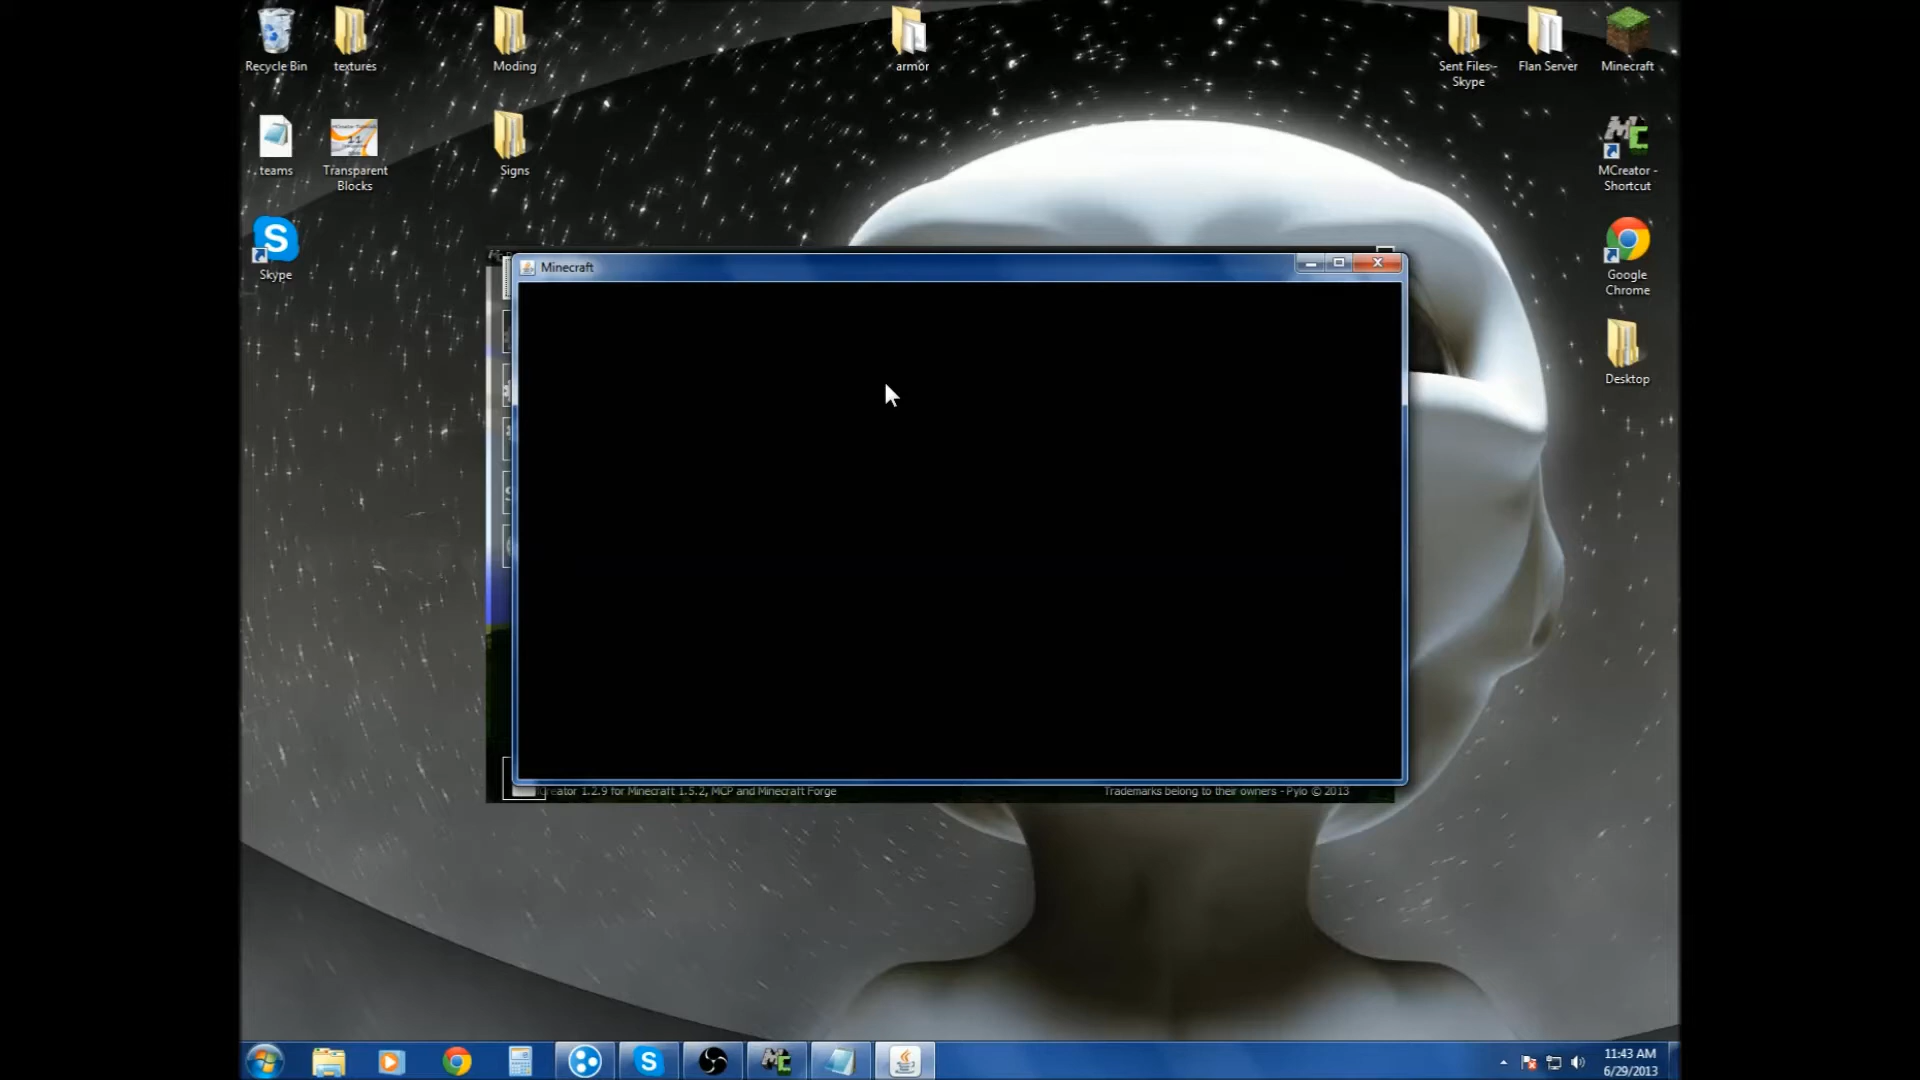 Recycle Bin
textures
Moding
armor
Sent Files - Skype
Flan Server
Minecraft
teams
Transparent Blocks
Signs
MCreator - Shortcut
Skype
Google Chrome
Desktop
Minecraft
eator 1.2.9 for Minecraft 1.5.2, MCP and Minecraft Forge
Trademarks belong to their owners - Pylo © 2013
11:43 AM
6/29/2013